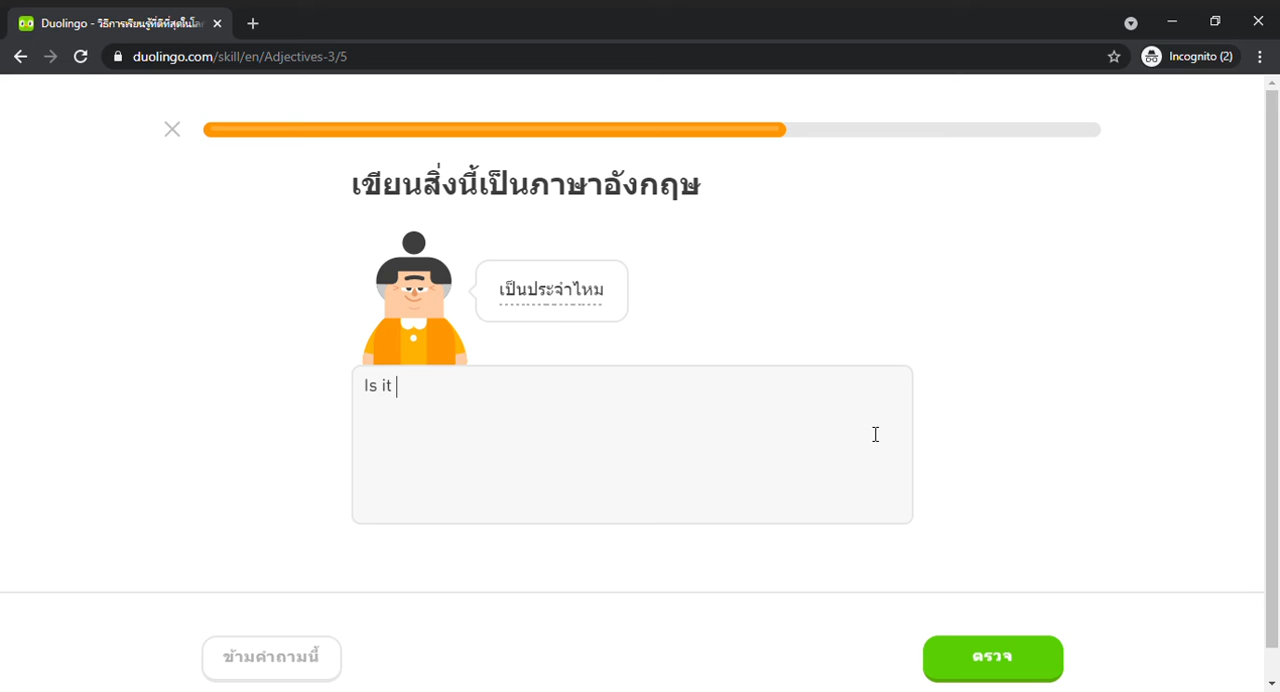 Duolingo - วิธีการเรียนรู้ที่ดีที่สุดในโล
duolingo.com/skill/en/Adjectives-3/5
Incognito (2)
เขียนสิ่งนี้เป็นภาษาอังกฤษ
เป็นประจำไหม
Is it
ข้ามคำถามนี้
ตรวจ